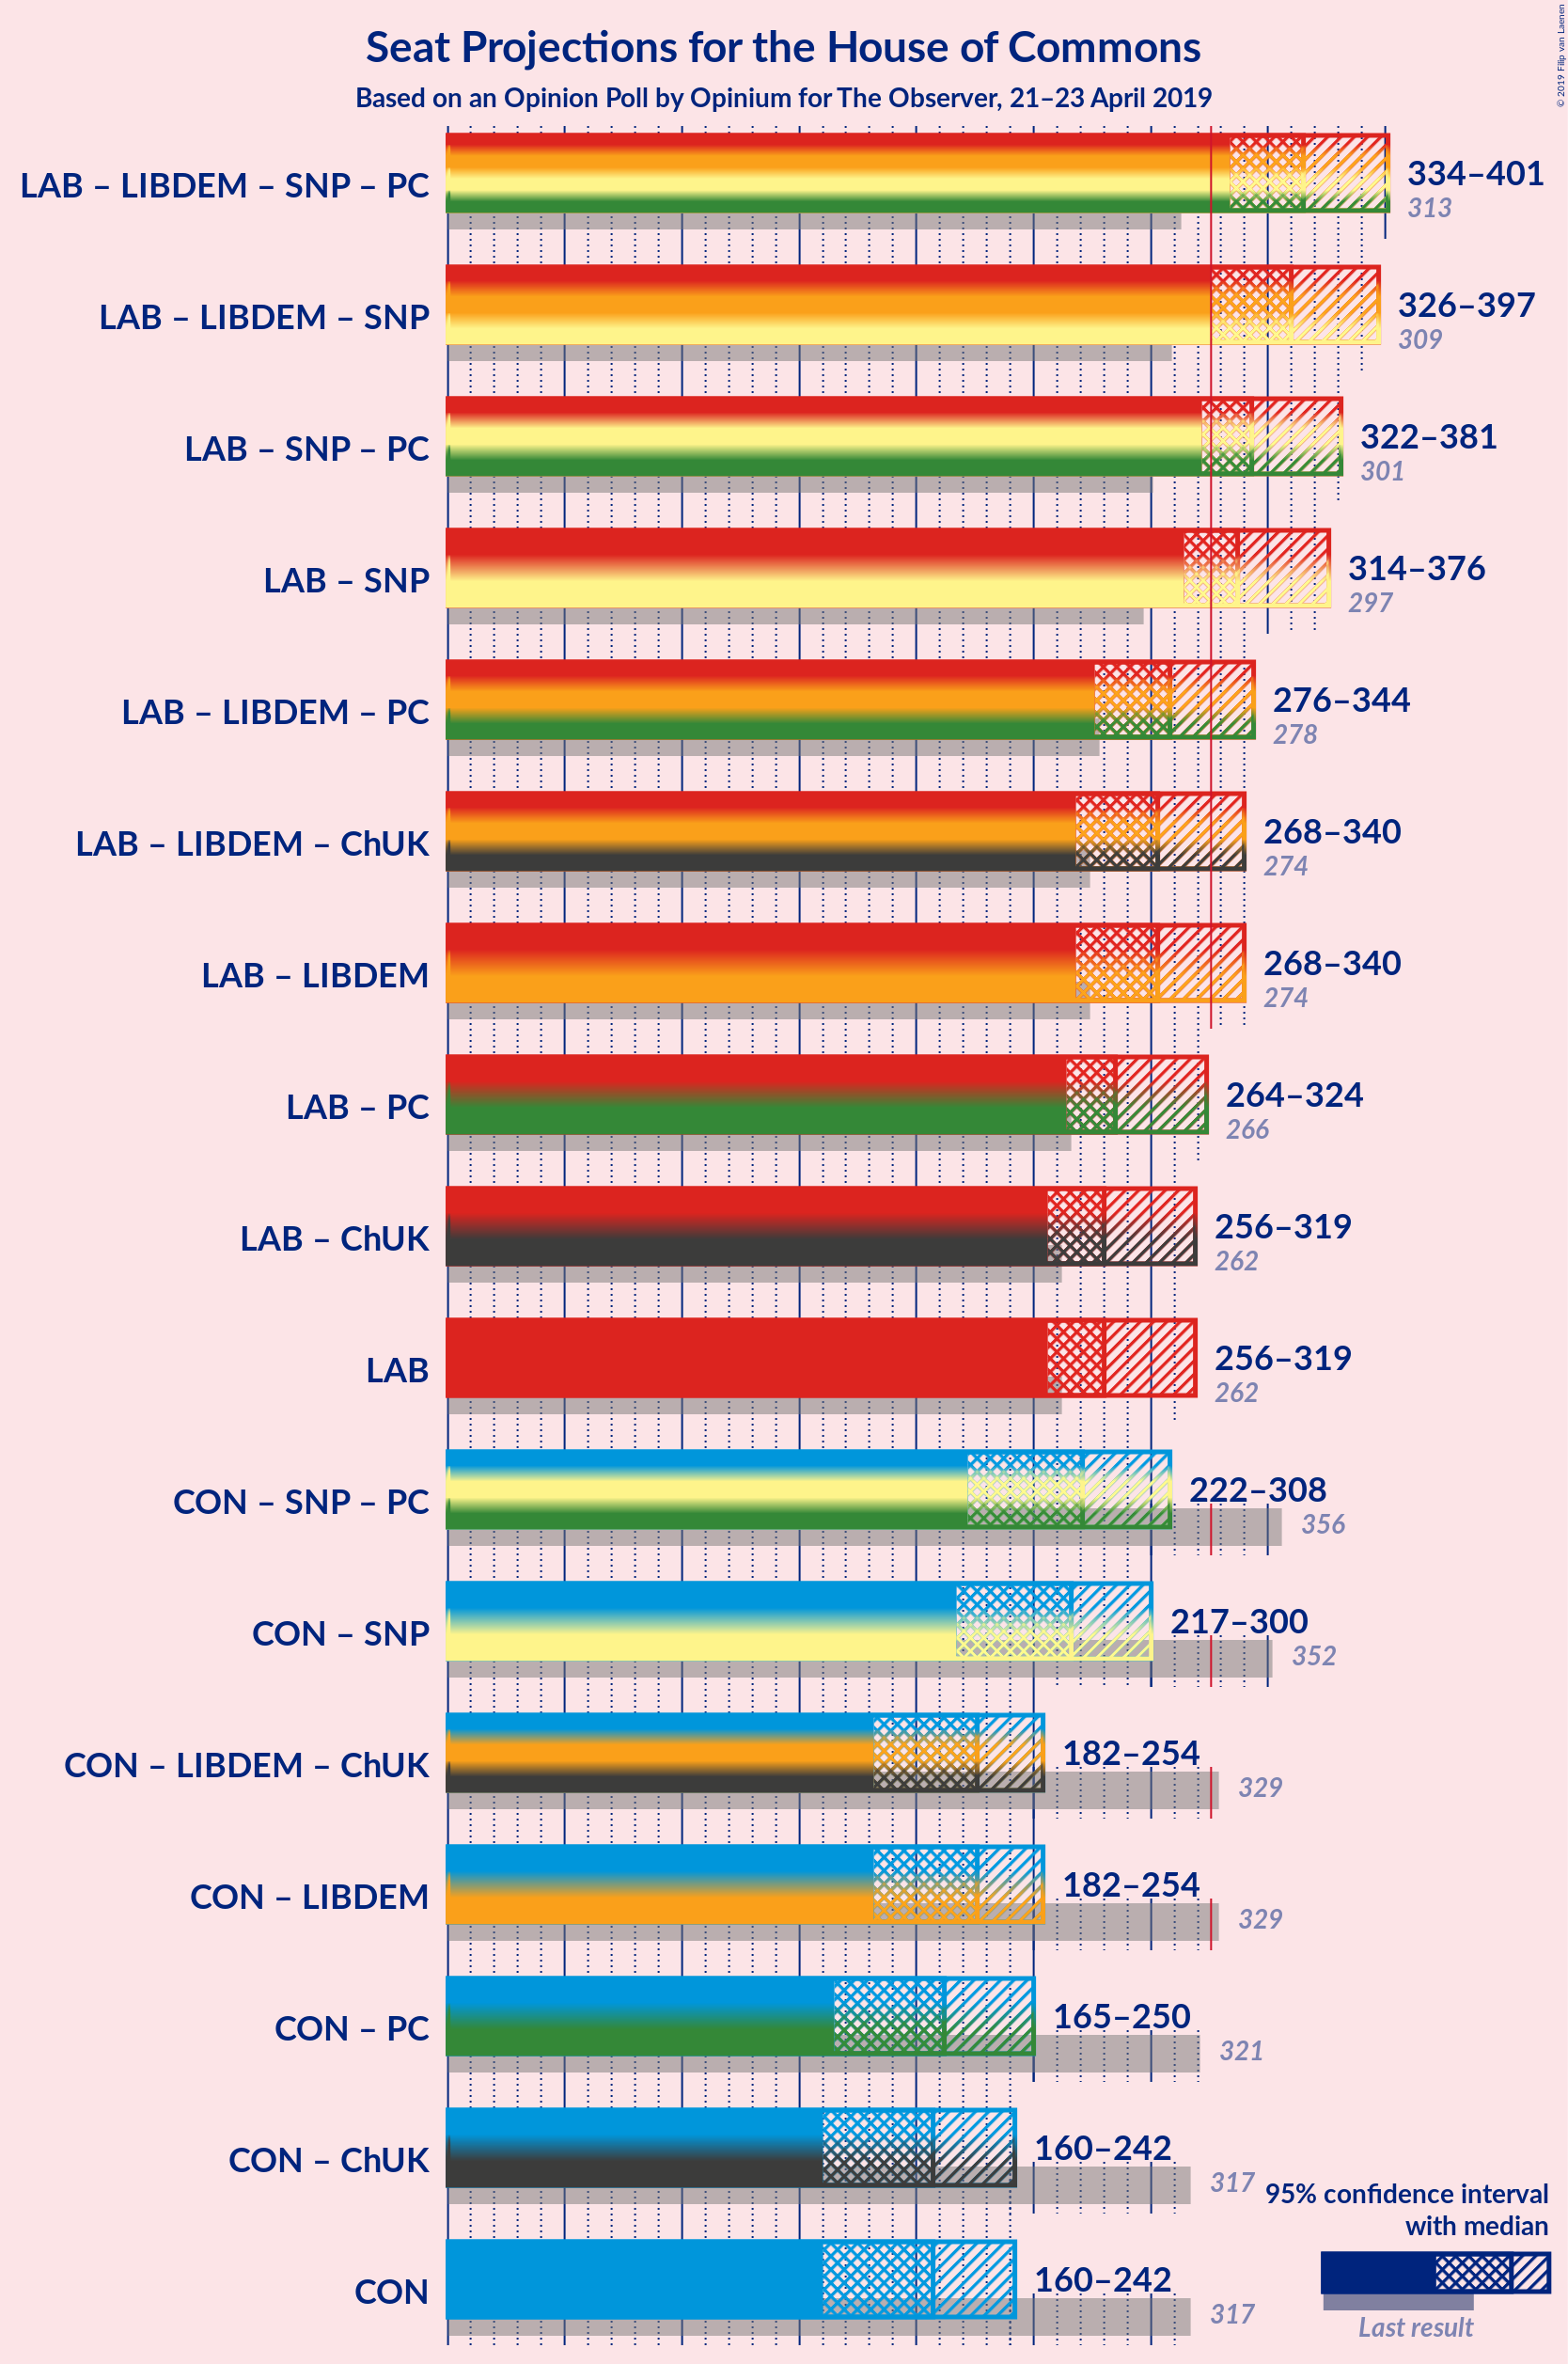 Seat Projections for the House of Commons
Based on an Opinion Poll by Opinium for The Observer, 21–23 April 2019
© 2019 Filip van Laenen
LAB – LIBDEM – SNP – PC
334–401
313
LAB – LIBDEM – SNP
326–397
309
LAB – SNP – PC
322–381
301
LAB – SNP
314–376
297
LAB – LIBDEM – PC
276–344
278
LAB – LIBDEM – ChUK
268–340
274
LAB – LIBDEM
268–340
274
LAB – PC
264–324
266
LAB – ChUK
256–319
262
LAB
256–319
262
CON – SNP – PC
222–308
356
CON – SNP
217–300
352
CON – LIBDEM – ChUK
182–254
329
CON – LIBDEM
182–254
329
CON – PC
165–250
321
CON – ChUK
160–242
317
CON
160–242
317
95% confidence interval
with median
Last result